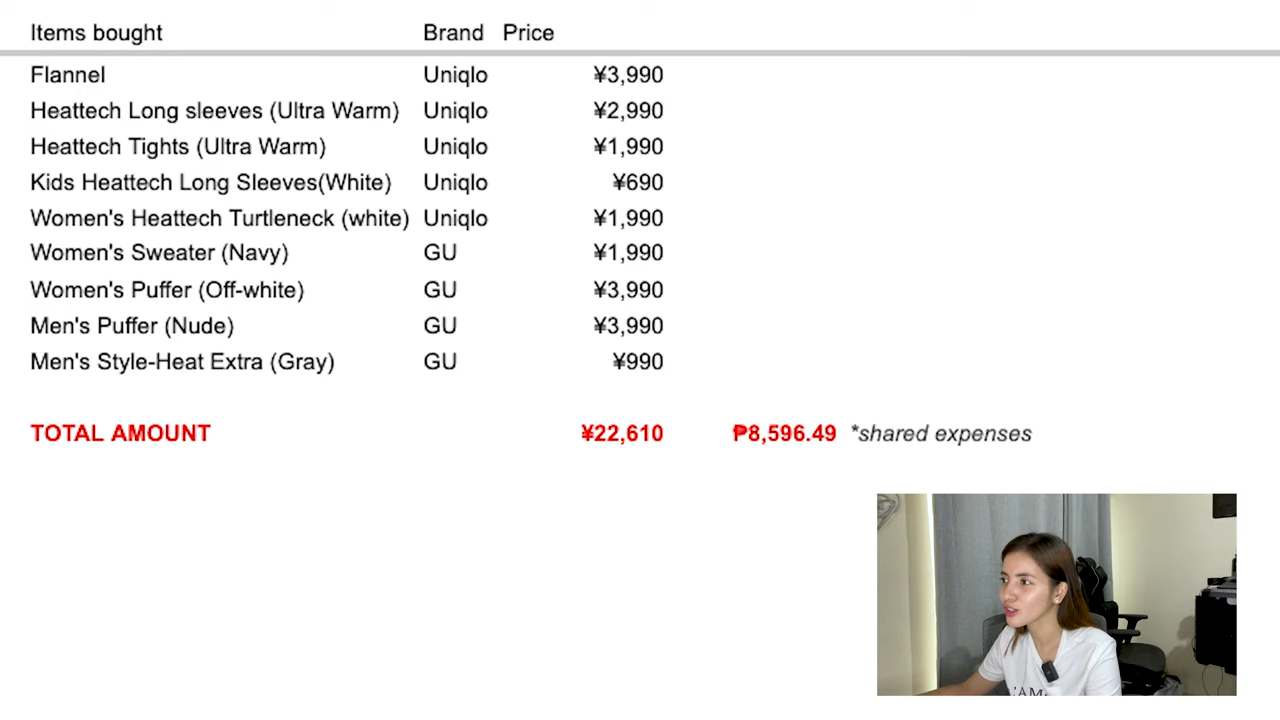 Items bought Brand Price
Flannel Uniqlo ¥3,990
Heattech Long sleeves (Ultra Warm) Uniqlo ¥2,990
Heattech Tights (Ultra Warm) Uniqlo ¥1,990
Kids Heattech Long Sleeves(White) Uniqlo ¥690
Women's Heattech Turtleneck (white) Uniqlo ¥1,990
Women's Sweater (Navy) GU ¥1,990
Women's Puffer (Off-white) GU ¥3,990
Men's Puffer (Nude) GU ¥3,990
Men's Style-Heat Extra (Gray) GU ¥990
TOTAL AMOUNT ¥22,610 ₱8,596.49 *shared expenses